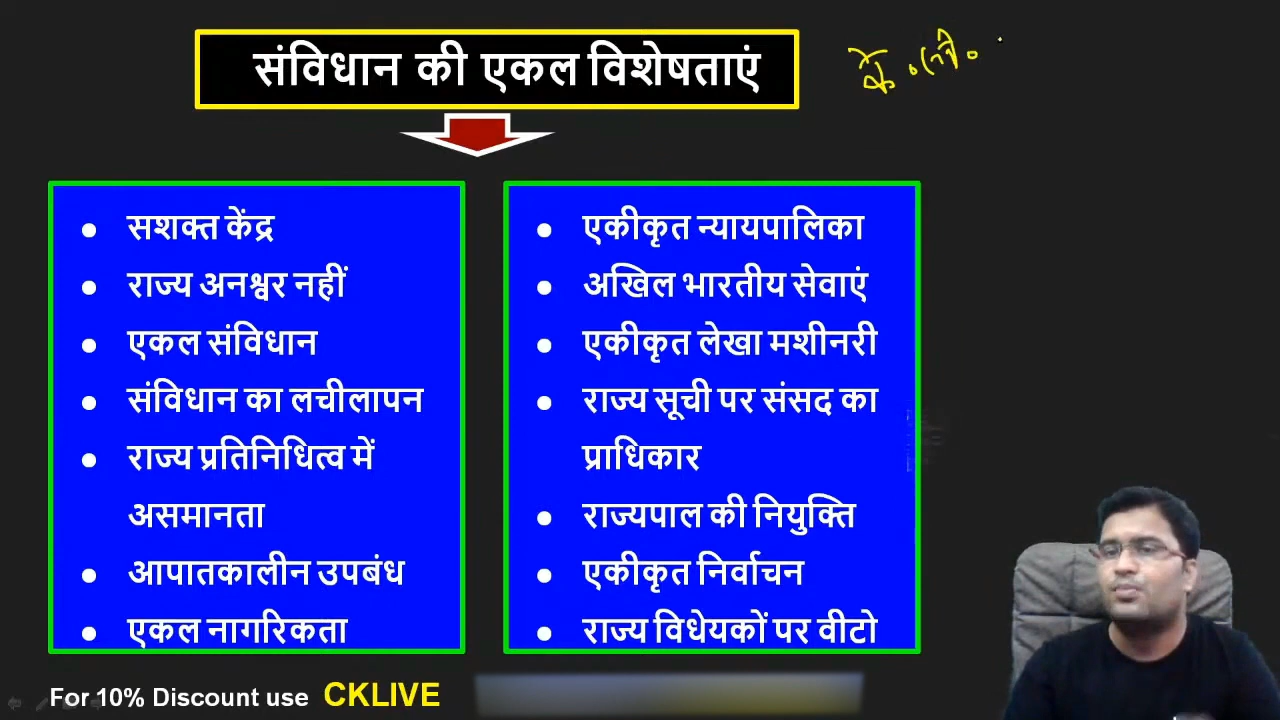 संविधान की एकल विशेषताएं
• सशक्त केंद्र
• राज्य अनश्वर नहीं
• एकल संविधान
• संविधान का लचीलापन
• राज्य प्रतिनिधित्व में
असमानता
• आपातकालीन उपबंध
• एकल नागरिकता
• एकीकृत न्यायपालिका
• अखिल भारतीय सेवाएं
• एकीकृत लेखा मशीनरी
• राज्य सूची पर संसद का
प्राधिकार
• राज्यपाल की नियुक्ति
• एकीकृत निर्वाचन
• राज्य विधेयकों पर वीटो
For 10% Discount use CKLIVE